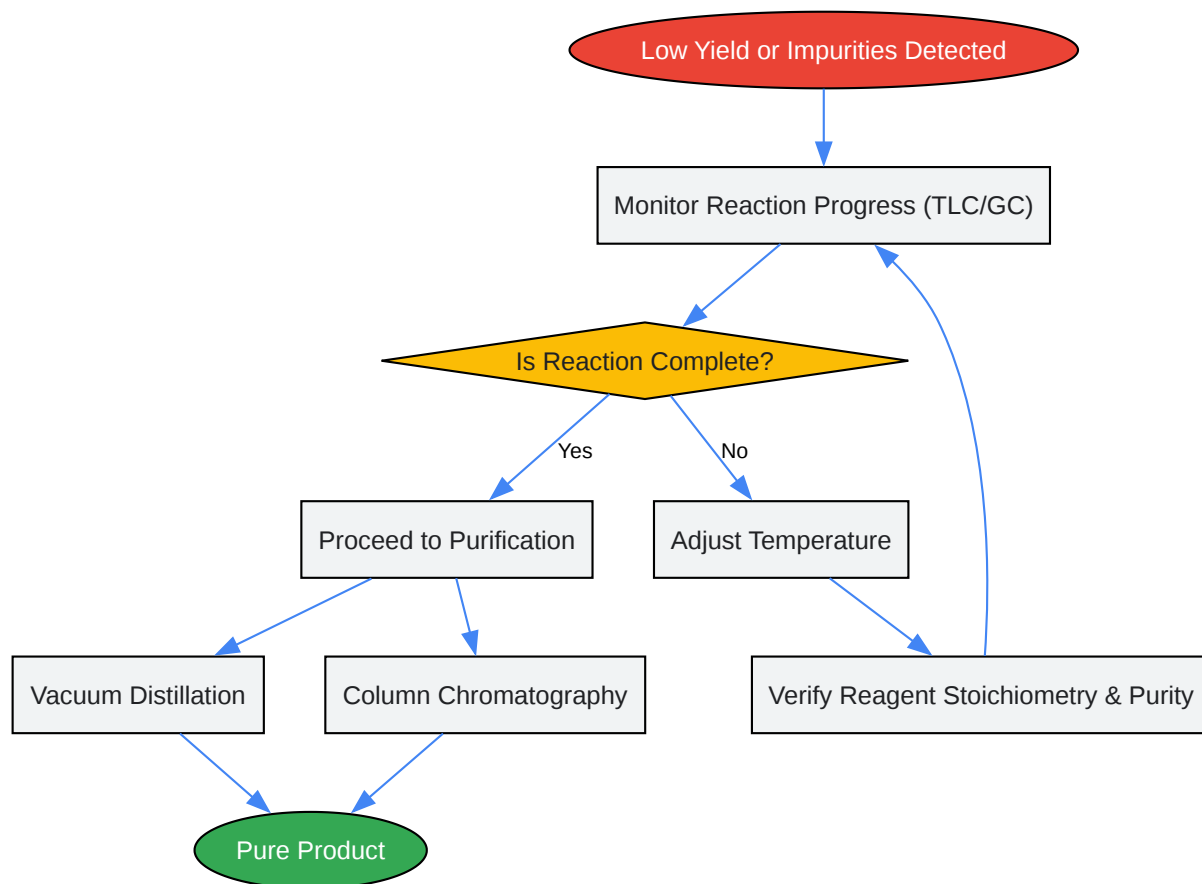 Low Yield or Impurities Detected
Monitor Reaction Progress (TLC/GC)
Is Reaction Complete?
Yes
No
Proceed to Purification
Adjust Temperature
Vacuum Distillation
Column Chromatography
Verify Reagent Stoichiometry & Purity
Pure Product